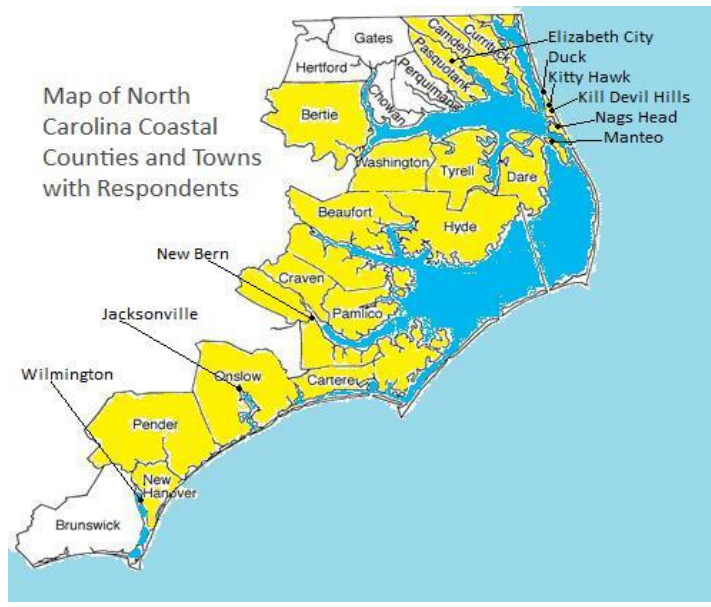 Map of North
Carolina Coastal
Counties and Towns
with Respondents
Gates
Hertford
Camden
Currituck
Pasquotank
Perquimans
Chowan
Bertie
Elizabeth City
Duck
Kitty Hawk
Kill Devil Hills
Nags Head
Manteo
Washington
Tyrell
Dare
Beaufort
Hyde
New Bern
Craven
Pamlico
Jacksonville
Onslow
Carteret
Wilmington
Pender
New
Hanover
Brunswick